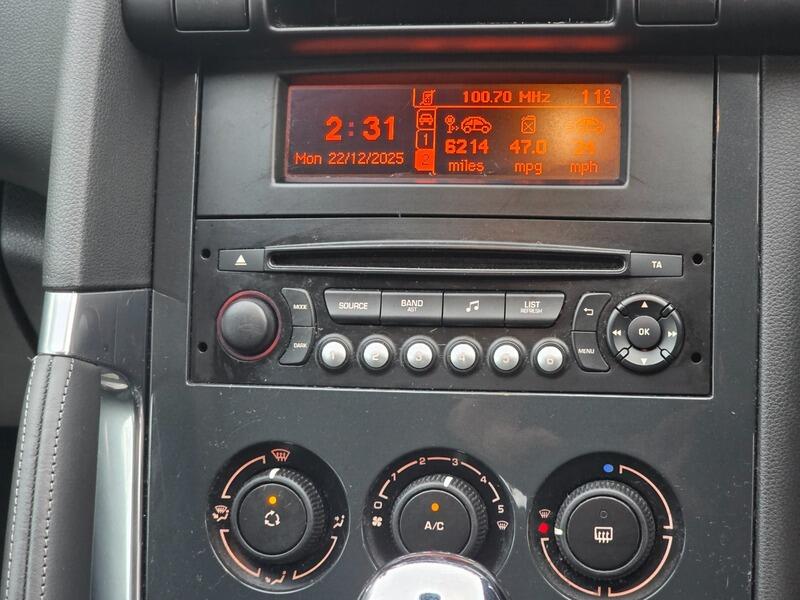 100.70 MHz 11°C
2:31
1
2
Mon 22/12/2025
6214 47.0 24
miles mpg mph
TA
MODE
DARK
SOURCE
BAND
AST
LIST
REFRESH
MENU
OK
1 2 3 4 5 6
0 1 2 3 4 5
A/C